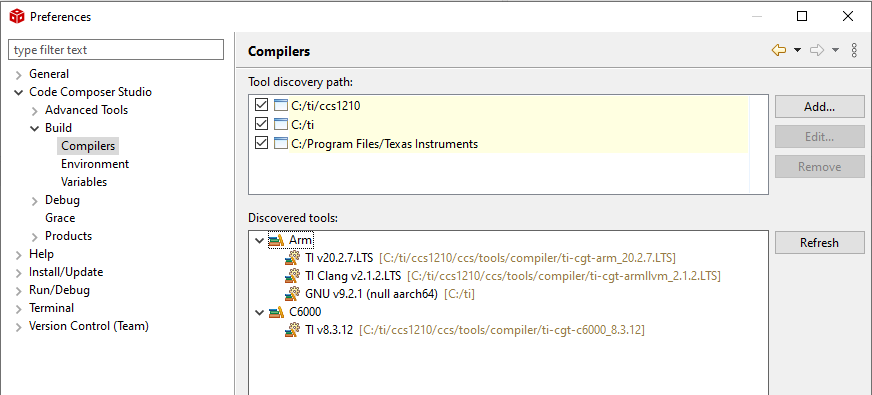 Preferences
type filter text
General
Code Composer Studio
Advanced Tools
Build
Compilers
Environment
Variables
Debug
Grace
Products
Help
Install/Update
Run/Debug
Terminal
Version Control (Team)
Compilers
Tool discovery path:
C:/ti/ccs1210
C:/ti
C:/Program Files/Texas Instruments
Add...
Edit...
Remove
Discovered tools:
Arm
TI v20.2.7.LTS [C:/ti/ccs1210/ccs/tools/compiler/ti-cgt-arm_20.2.7.LTS]
TI Clang v2.1.2.LTS [C:/ti/ccs1210/ccs/tools/compiler/ti-cgt-armllvm_2.1.2.LTS]
GNU v9.2.1 (null aarch64) [C:/ti]
C6000
TI v8.3.12 [C:/ti/ccs1210/ccs/tools/compiler/ti-cgt-c6000_8.3.12]
Refresh